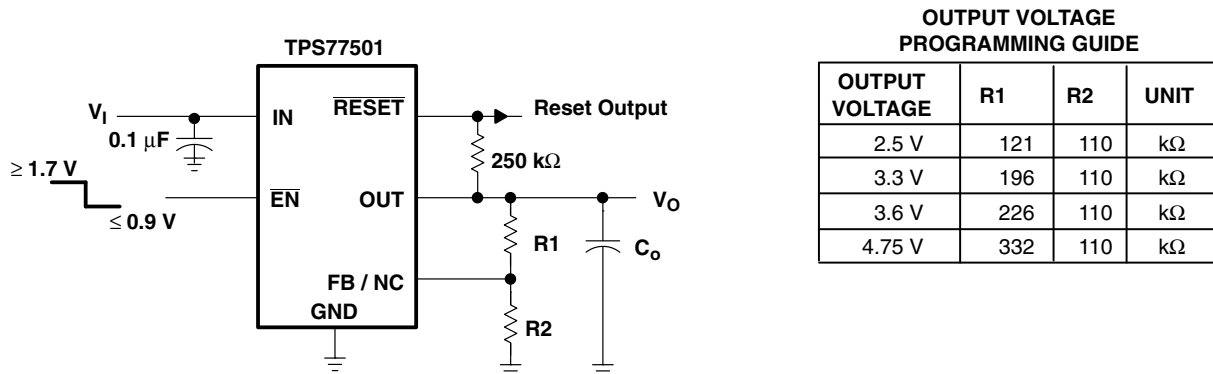 TPS77501
V_I
0.1 μF
≥ 1.7 V
≤ 0.9 V
IN
EN
RESET
OUT
FB / NC
GND
Reset Output
250 kΩ
V_O
R1
C_o
R2
OUTPUT VOLTAGE
PROGRAMMING GUIDE
OUTPUT VOLTAGE R1 R2 UNIT
2.5 V 121 110 kΩ
3.3 V 196 110 kΩ
3.6 V 226 110 kΩ
4.75 V 332 110 kΩ